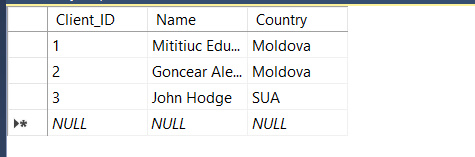 Client_ID Name Country
1 Mititiuc Edu... Moldova
2 Goncear Ale... Moldova
3 John Hodge SUA
NULL NULL NULL